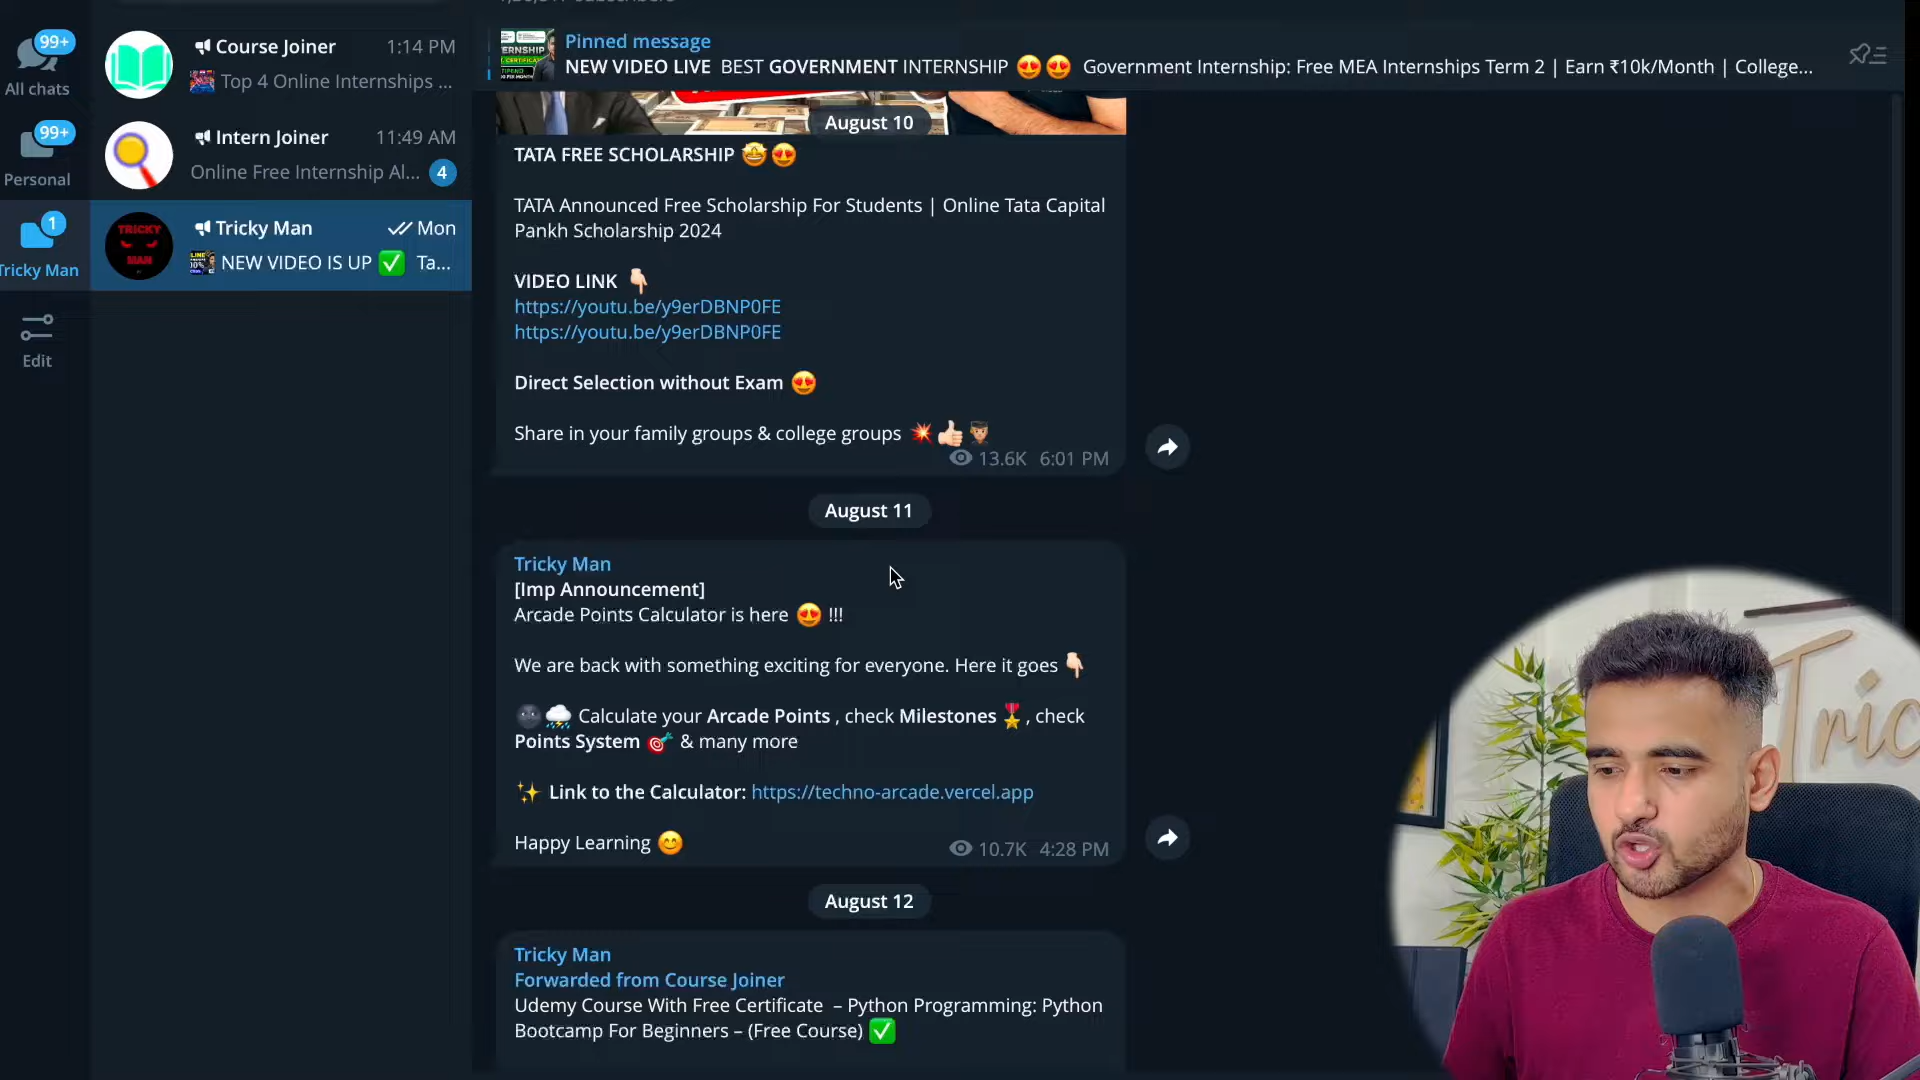 99+
All chats
99+
Personal
1
Tricky Man
Edit
Course Joiner 1:14 PM
Top 4 Online Internships ...
Intern Joiner 11:49 AM
Online Free Internship Al... 4
TRICKY
MAN
Tricky Man Mon
NEW VIDEO IS UP ✅ Ta...
Pinned message
NEW VIDEO LIVE BEST GOVERNMENT INTERNSHIP 😍😍 Government Internship: Free MEA Internships Term 2 | Earn ₹10k/Month | College...
August 10
TATA FREE SCHOLARSHIP 🤩😍
TATA Announced Free Scholarship For Students | Online Tata Capital
Pankh Scholarship 2024
VIDEO LINK 👇🏻
https://youtu.be/y9erDBNP0FE
https://youtu.be/y9erDBNP0FE
Direct Selection without Exam 😍
Share in your family groups & college groups 💥👍🏻👨🏽‍🎓
13.6K 6:01 PM
August 11
Tricky Man
[Imp Announcement]
Arcade Points Calculator is here 😍 !!!
We are back with something exciting for everyone. Here it goes 👇🏻
🌚⛈️ Calculate your Arcade Points , check Milestones 🎖️, check
Points System 🎯 & many more
✨ Link to the Calculator: https://techno-arcade.vercel.app
Happy Learning 😊
10.7K 4:28 PM
August 12
Tricky Man
Forwarded from Course Joiner
Udemy Course With Free Certificate – Python Programming: Python
Bootcamp For Beginners – (Free Course) ✅
Tric